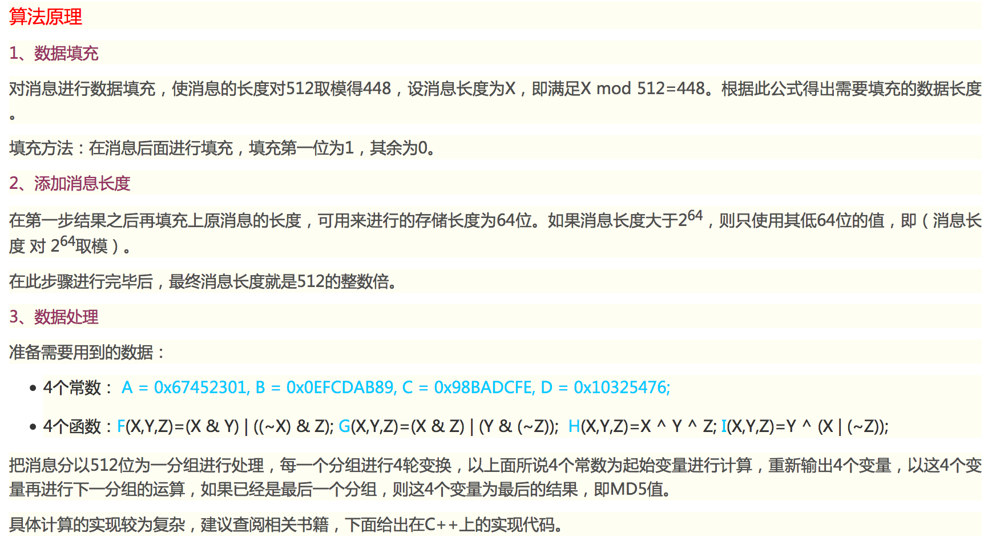 算法原理
1、数据填充
对消息进行数据填充，使消息的长度对512取模得448，设消息长度为X，即满足X mod 512=448。根据此公式得出需要填充的数据长度
。
填充方法：在消息后面进行填充，填充第一位为1，其余为0。
2、添加消息长度
在第一步结果之后再填充上原消息的长度，可用来进行的存储长度为64位。如果消息长度大于2^64，则只使用其低64位的值，即（消息长
度 对 2^64取模）。
在此步骤进行完毕后，最终消息长度就是512的整数倍。
3、数据处理
准备需要用到的数据：
• 4个常数： A = 0x67452301, B = 0x0EFCDAB89, C = 0x98BADCFE, D = 0x10325476;
• 4个函数：F(X,Y,Z)=(X & Y) | ((~X) & Z); G(X,Y,Z)=(X & Z) | (Y & (~Z));  H(X,Y,Z)=X ^ Y ^ Z; I(X,Y,Z)=Y ^ (X | (~Z));
把消息分以512位为一分组进行处理，每一个分组进行4轮变换，以上面所说4个常数为起始变量进行计算，重新输出4个变量，以这4个变
量再进行下一分组的运算，如果已经是最后一个分组，则这4个变量为最后的结果，即MD5值。
具体计算的实现较为复杂，建议查阅相关书籍，下面给出在C++上的实现代码。